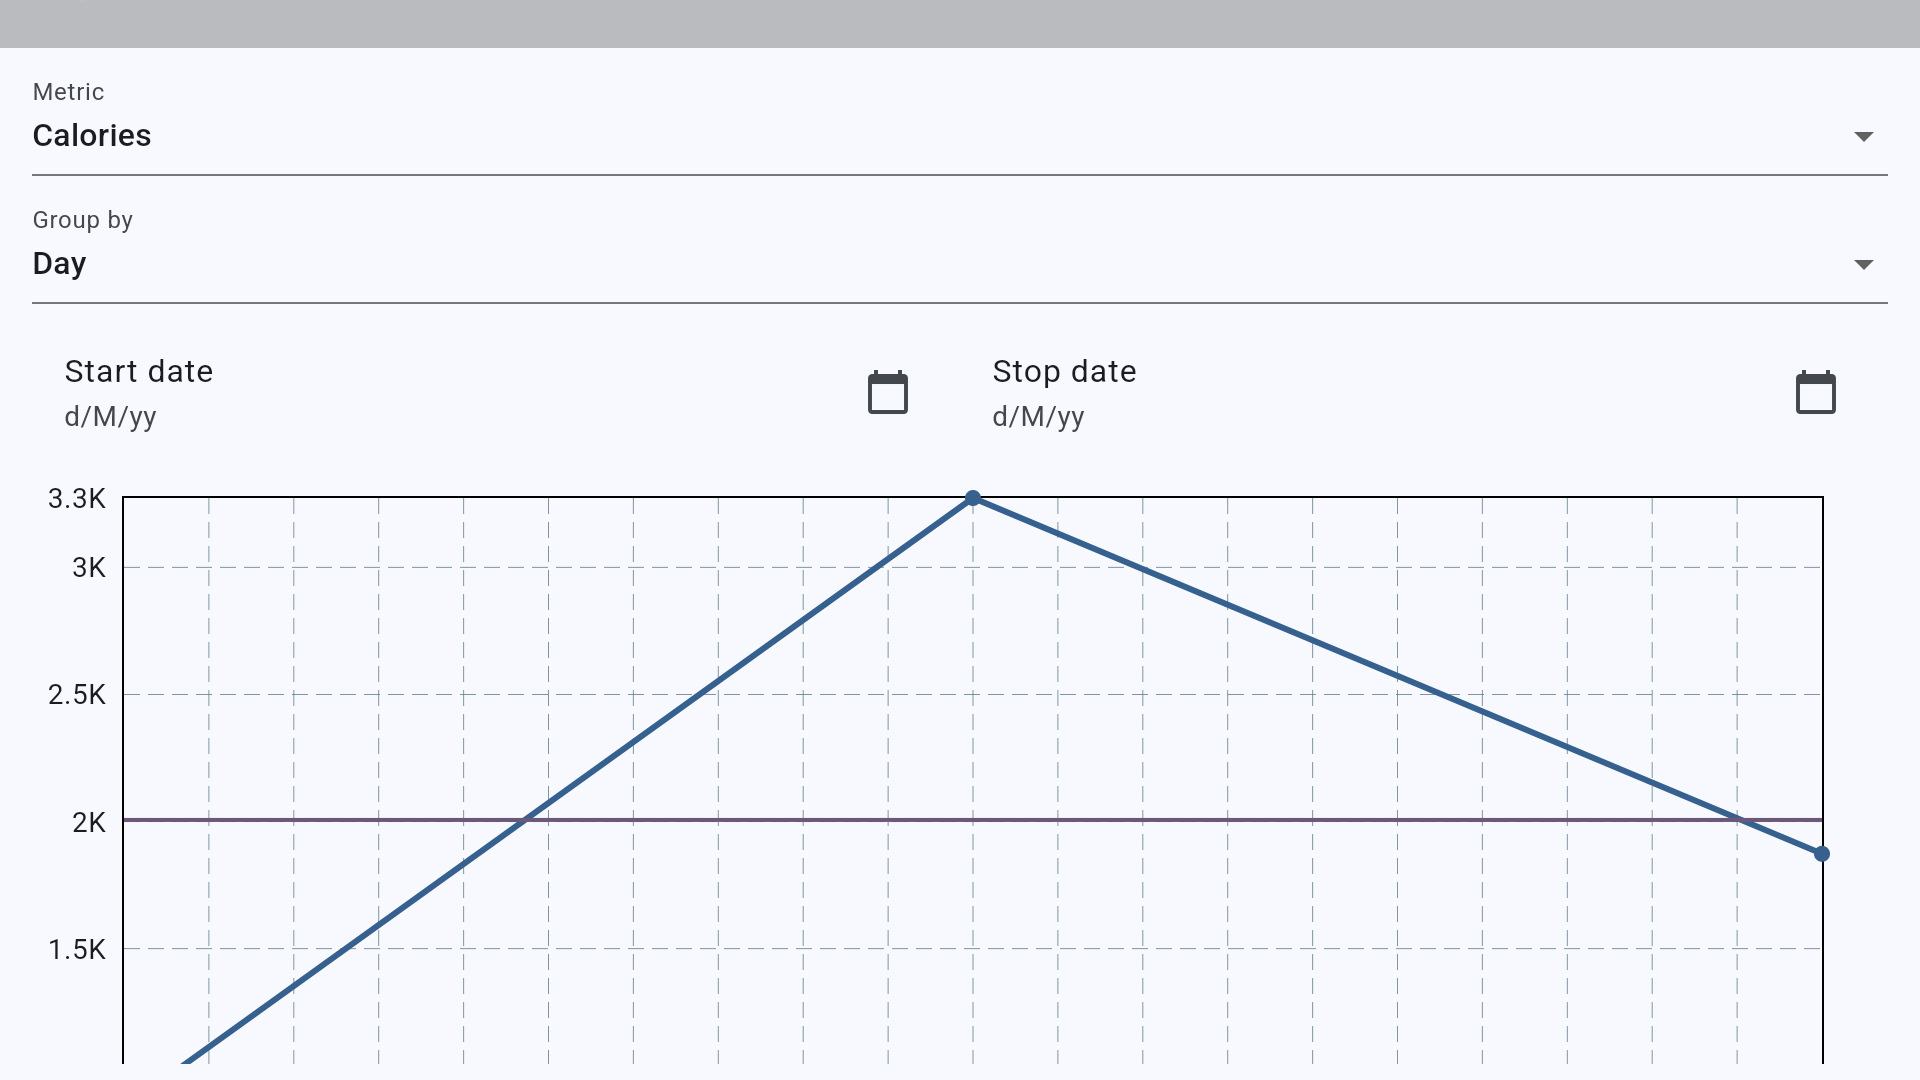 Metric
Calories
Group by
Day
Start date
d/M/yy
Stop date
d/M/yy
3.3K
3K
2.5K
2K
1.5K